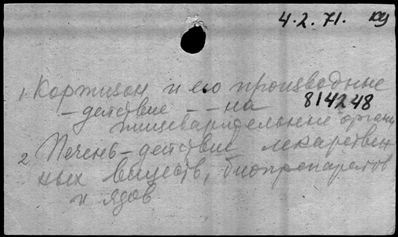 4.2.71.
1. Кортизон и его производные
- действие - - на 814248
пищеварительные органы
2. Печень - действие лекарствен
ных веществ, биопрепаратов
и ядов